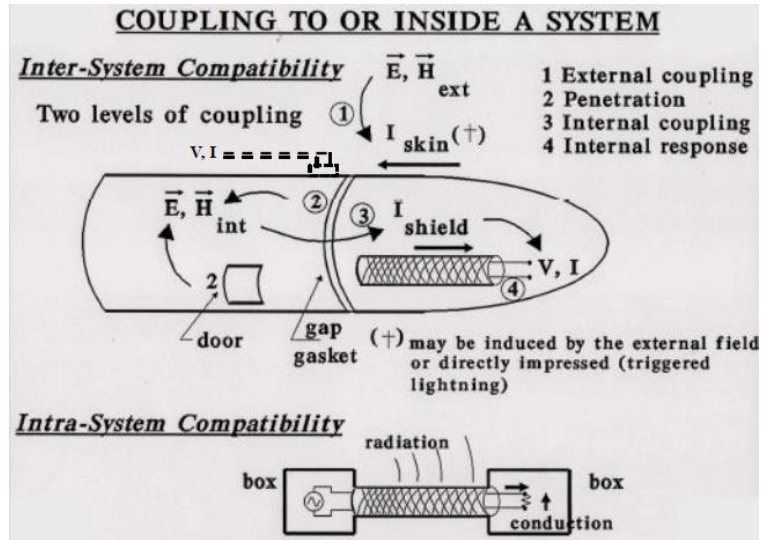 COUPLING TO OR INSIDE A SYSTEM
Inter-System Compatibility
Two levels of coupling
1 External coupling
2 Penetration
3 Internal coupling
4 Internal response
E, H ext
1
I skin (†)
V, I
E, H int
2
3
I shield
V, I
4
2
door
gap
gasket
(†) may be induced by the external field
or directly impressed (triggered
lightning)
Intra-System Compatibility
radiation
box
box
conduction